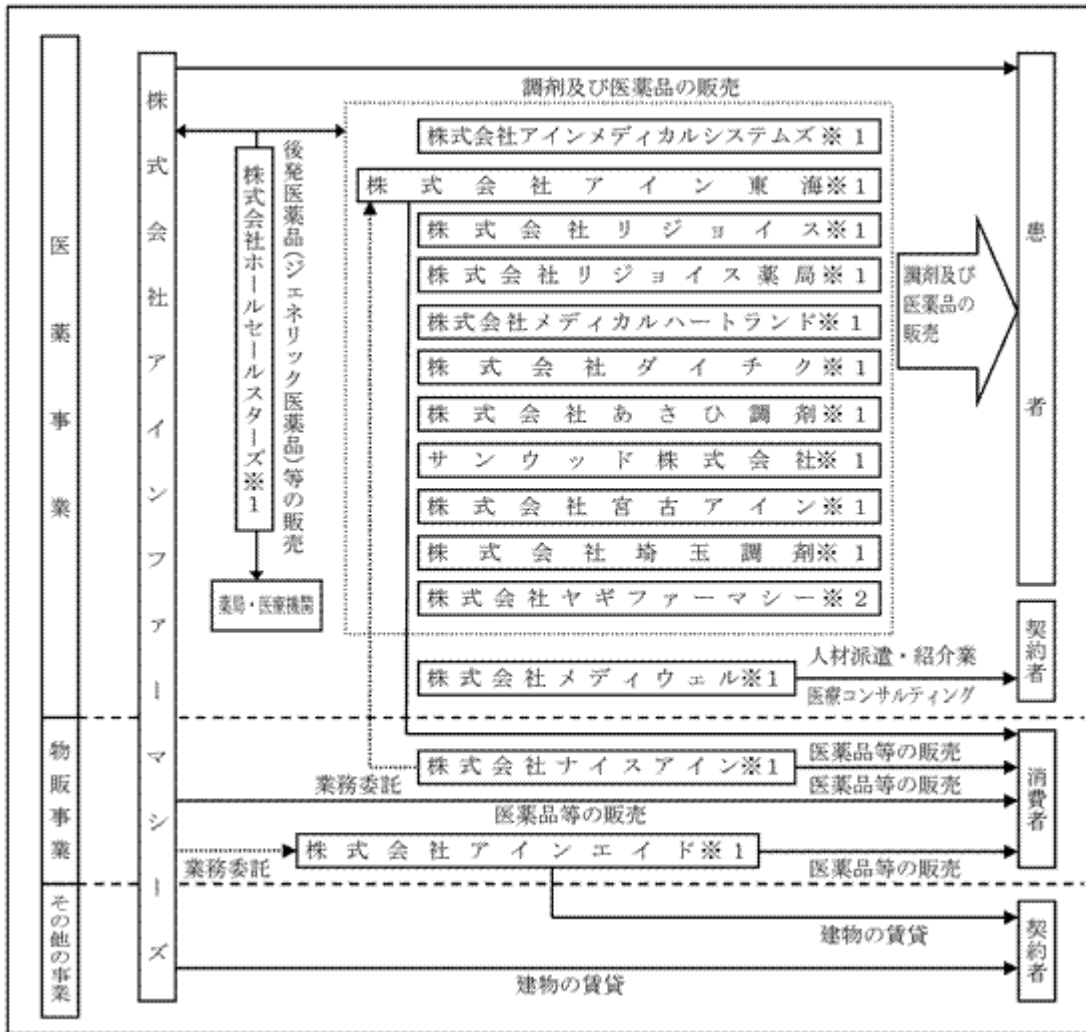 医薬事業
物販事業
その他の事業
株式会社アインファーマシーズ
調剤及び医薬品の販売
株式会社ホールセールスターズ※1
後発医薬品(ジェネリック医薬品)等の販売
薬局・医療機関
株式会社アインメディカルシステムズ※1
株式会社アイン東海※1
株式会社リジョイス※1
株式会社リジョイス薬局※1
株式会社メディカルハートランド※1
株式会社ダイチク※1
株式会社あさひ調剤※1
サンウッド株式会社※1
株式会社宮古アイン※1
株式会社埼玉調剤※1
株式会社ヤギファーマシー※2
調剤及び
医薬品の
販売
患者
株式会社メディウェル※1
人材派遣・紹介業
医療コンサルティング
契約者
医薬品等の販売
株式会社ナイスアイン※1
業務委託
医薬品等の販売
医薬品等の販売
消費者
業務委託
株式会社アインエイド※1
医薬品等の販売
建物の賃貸
建物の賃貸
契約者